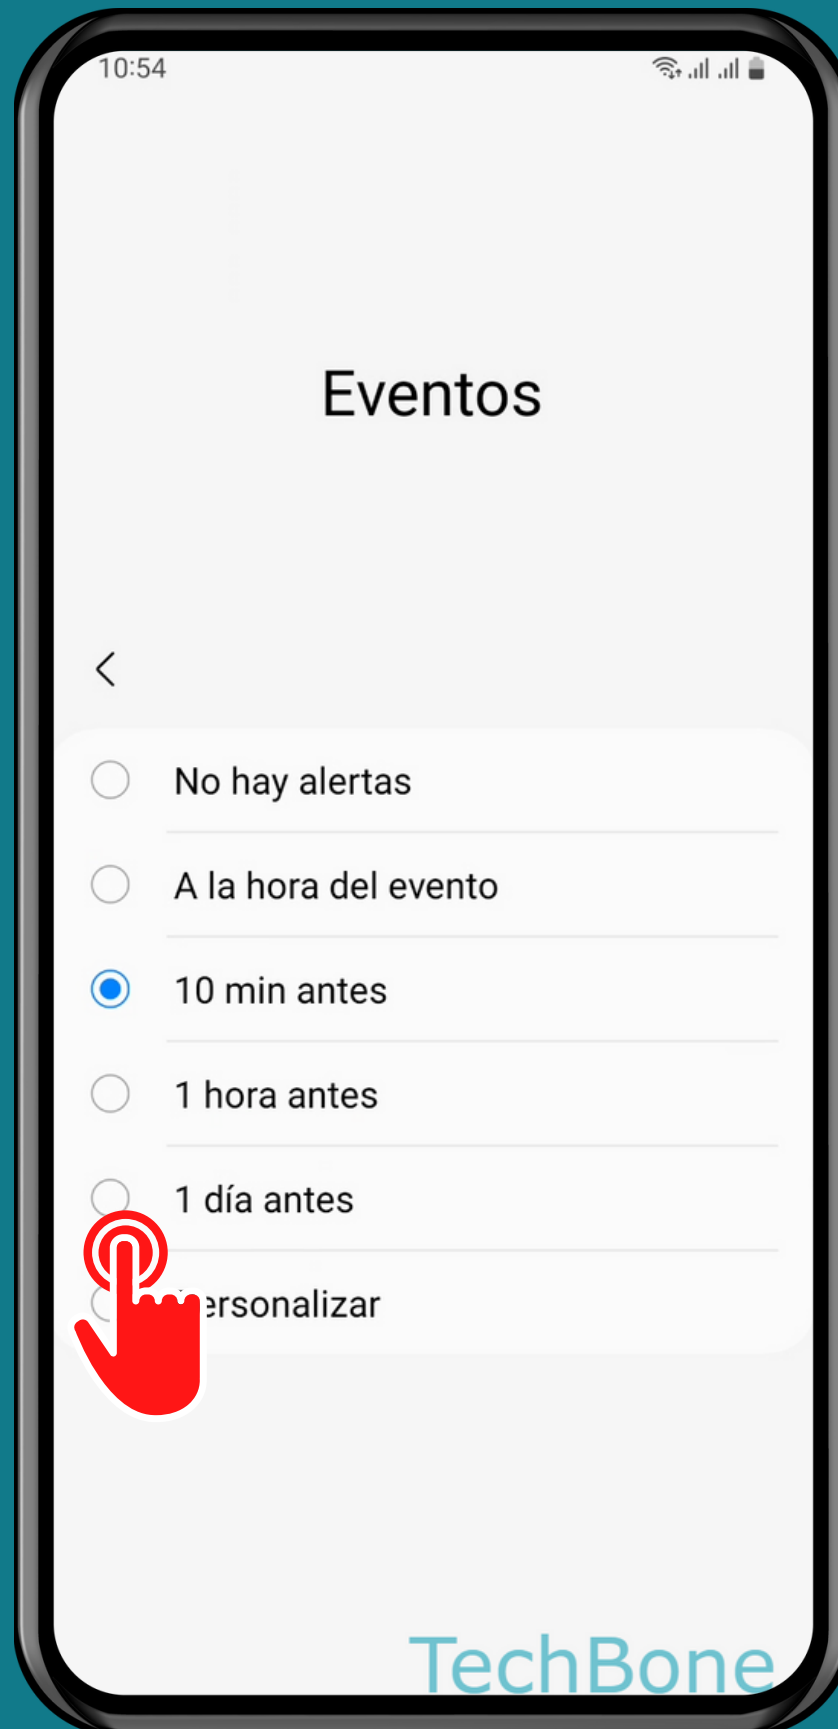 10:54
Eventos
No hay alertas
A la hora del evento
10 min antes
1 hora antes
1 día antes
Personalizar
TechBone